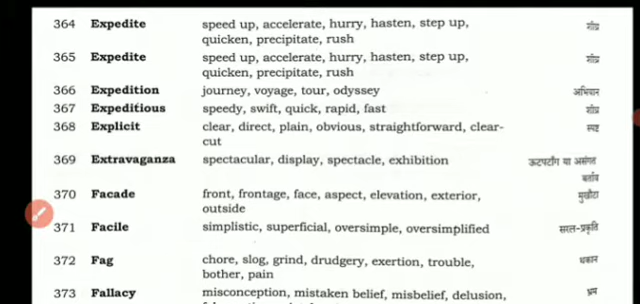 364 Expedite speed up, accelerate, hurry, hasten, step up, शीघ्र
quicken, precipitate, rush
365 Expedite speed up, accelerate, hurry, hasten, step up, शीघ्र
quicken, precipitate, rush
366 Expedition journey, voyage, tour, odyssey अभियान
367 Expeditious speedy, swift, quick, rapid, fast शीघ्र
368 Explicit clear, direct, plain, obvious, straightforward, clear- स्पष्ट
cut
369 Extravaganza spectacular, display, spectacle, exhibition ऊटपटाँग या असंगत
बर्ताव
370 Facade front, frontage, face, aspect, elevation, exterior, मुखौटा
outside
371 Facile simplistic, superficial, oversimple, oversimplified सरल-प्रकृति
372 Fag chore, slog, grind, drudgery, exertion, trouble, थकान
bother, pain
373 Fallacy misconception, mistaken belief, misbelief, delusion, भ्रम